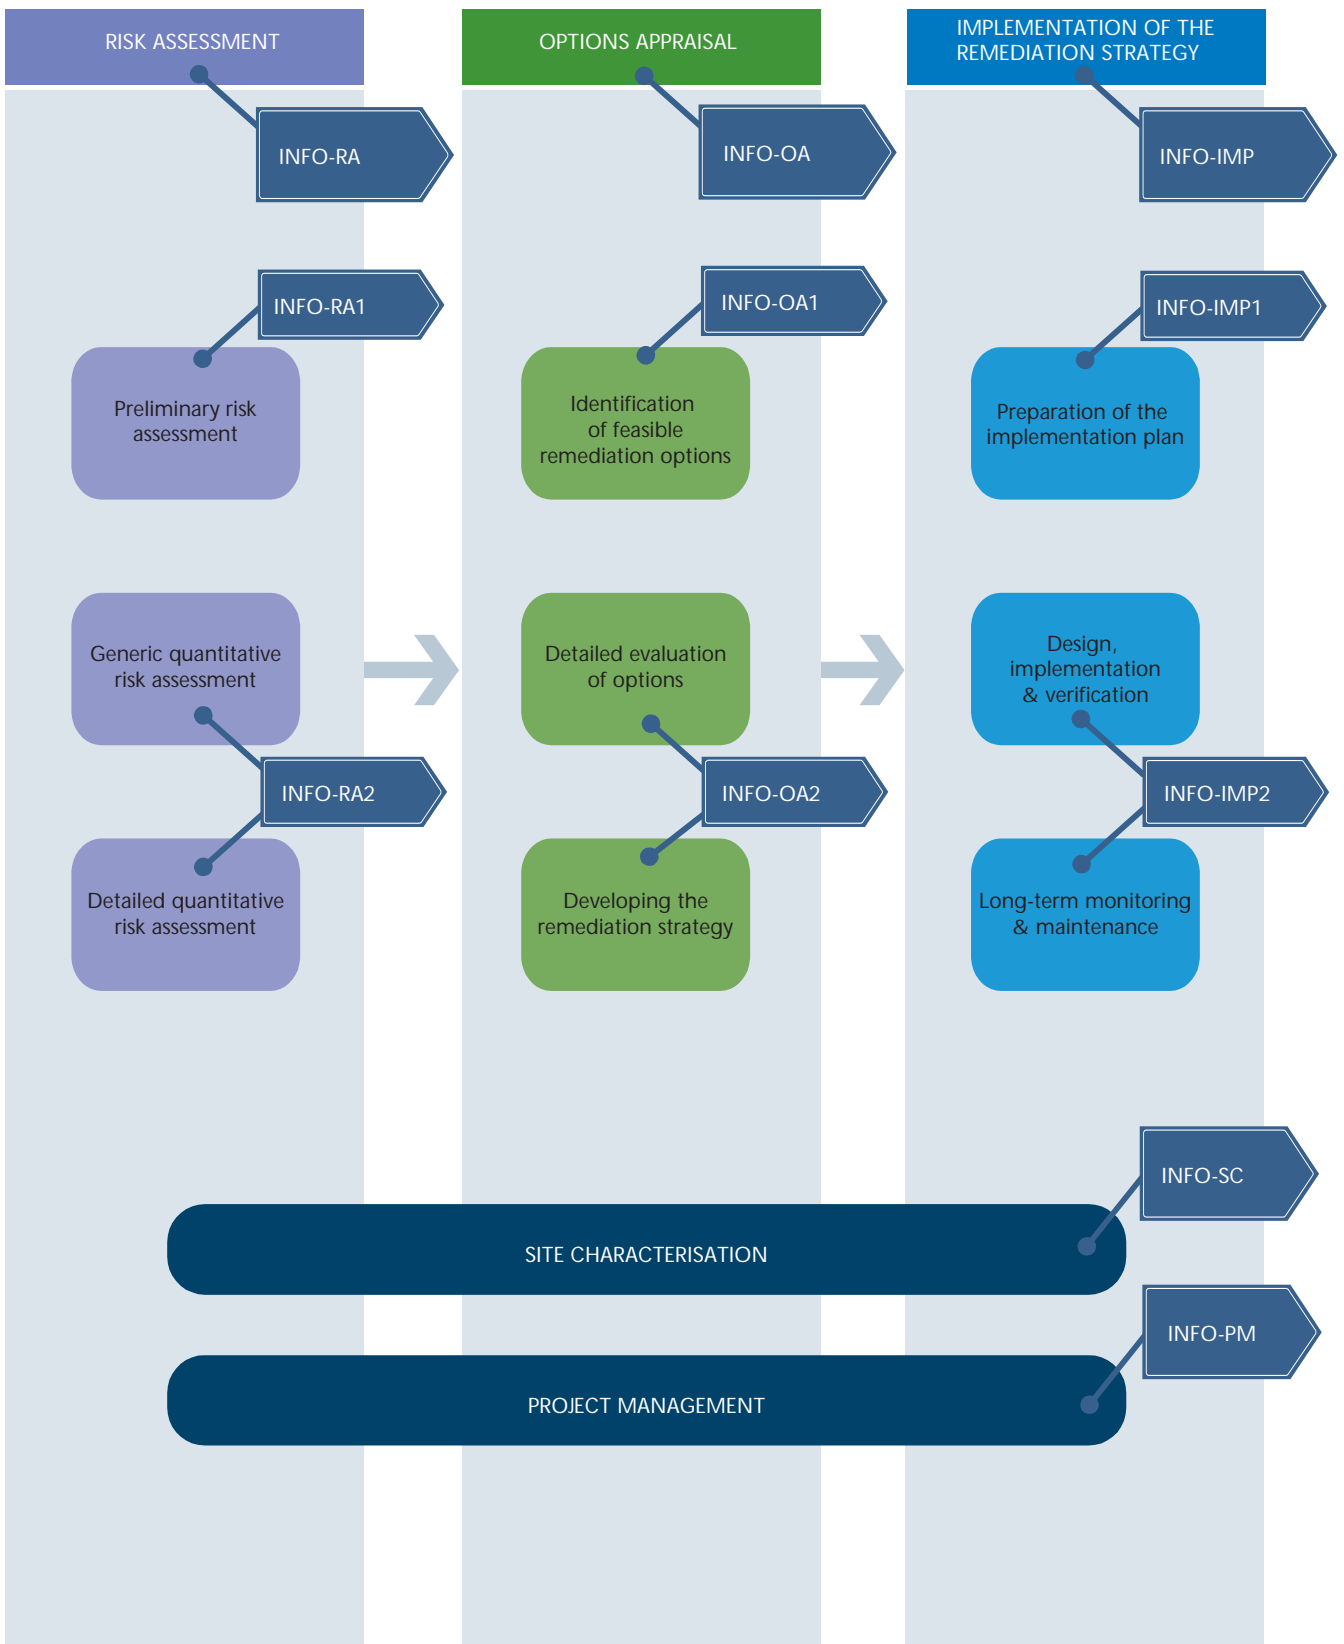 RISK ASSESSMENT
INFO-RA
INFO-RA1
Preliminary risk
assessment
Generic quantitative
risk assessment
INFO-RA2
Detailed quantitative
risk assessment
OPTIONS APPRAISAL
INFO-OA
INFO-OA1
Identification
of feasible
remediation options
Detailed evaluation
of options
INFO-OA2
Developing the
remediation strategy
IMPLEMENTATION OF THE
REMEDIATION STRATEGY
INFO-IMP
INFO-IMP1
Preparation of the
implementation plan
Design,
implementation
& verification
INFO-IMP2
Long-term monitoring
& maintenance
INFO-SC
SITE CHARACTERISATION
INFO-PM
PROJECT MANAGEMENT